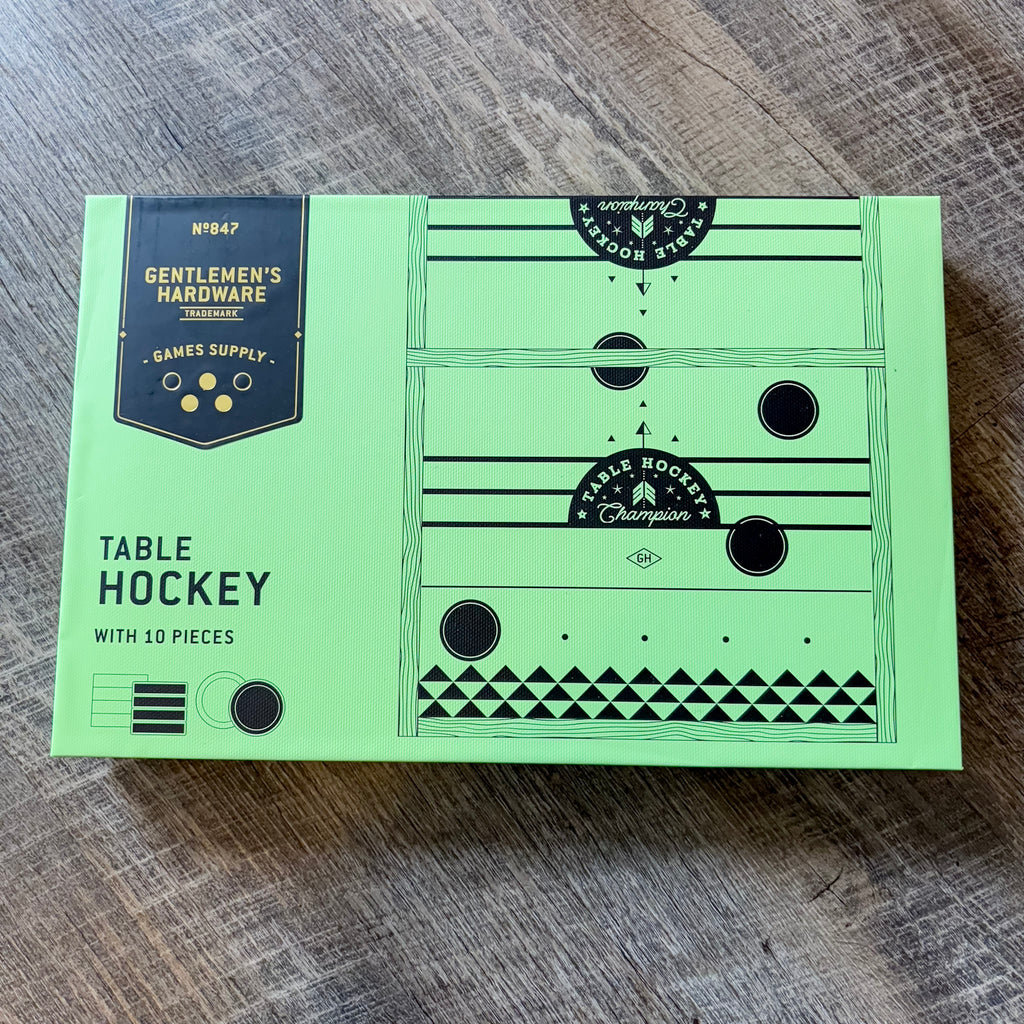 Nº847
GENTLEMEN'S
HARDWARE
TRADEMARK
- GAMES SUPPLY -
TABLE
HOCKEY
WITH 10 PIECES
TABLE HOCKEY
Champion
TABLE HOCKEY
Champion
GH